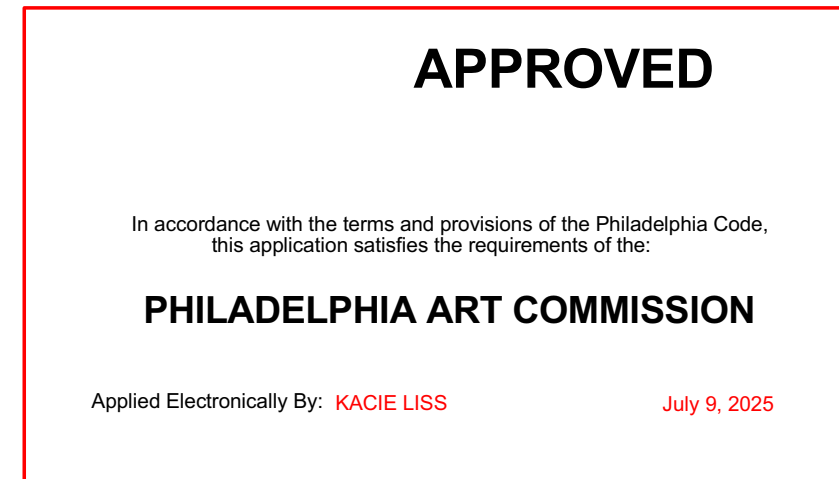 APPROVED
In accordance with the terms and provisions of the Philadelphia Code,
this application satisfies the requirements of the:
PHILADELPHIA ART COMMISSION
Applied Electronically By: KACIE LISS July 9, 2025